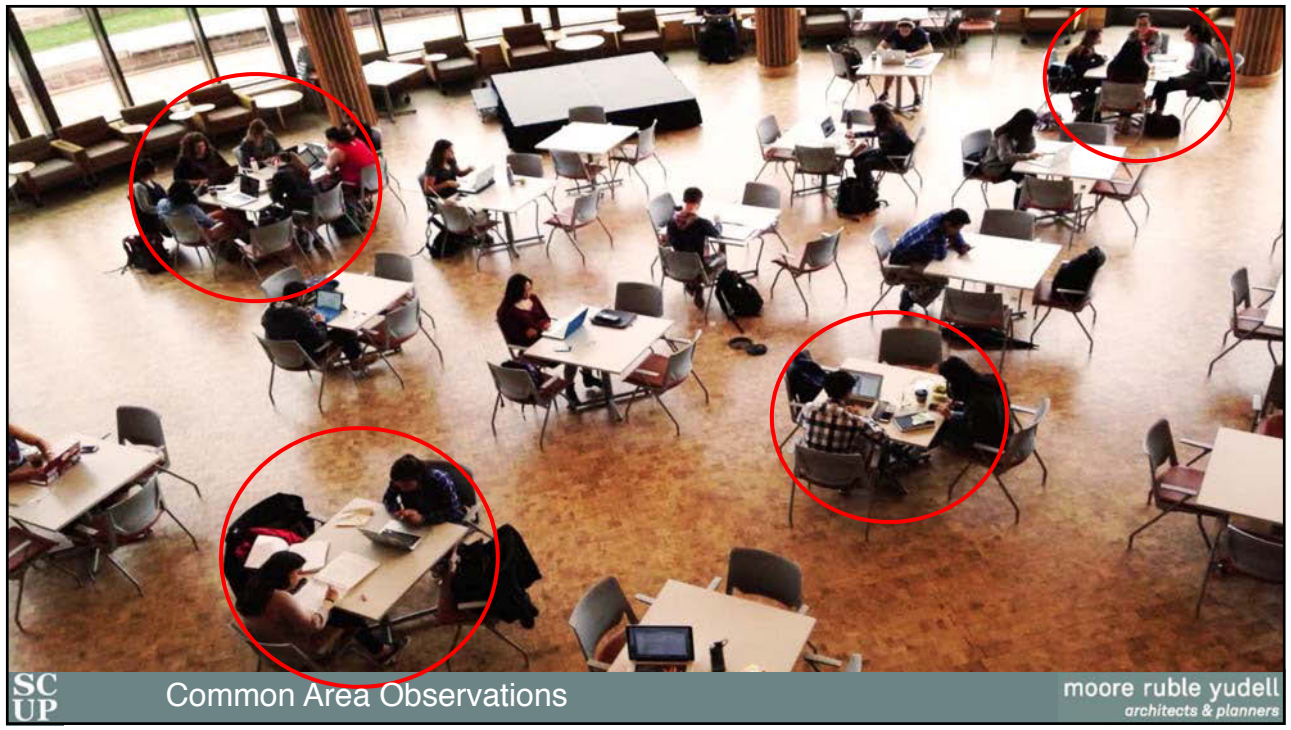 SC
UP
Common Area Observations
moore ruble yudell
architects & planners